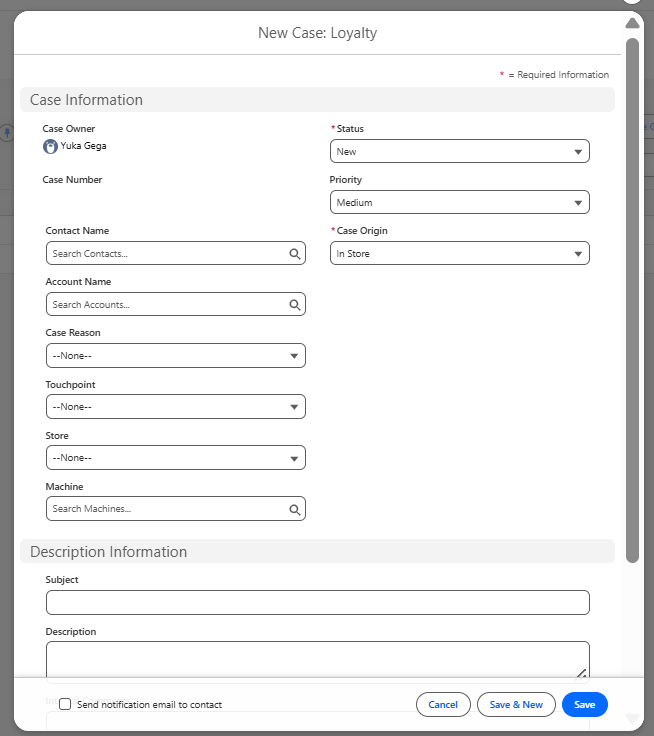 New Case: Loyalty
* = Required Information
Case Information
Case Owner
Yuka Gega
*Status
New
Case Number
Priority
Medium
Contact Name
Search Contacts...
*Case Origin
In Store
Account Name
Search Accounts...
Case Reason
--None--
Touchpoint
--None--
Store
--None--
Machine
Search Machines...
Description Information
Subject
Description
Send notification email to contact
Cancel
Save & New
Save